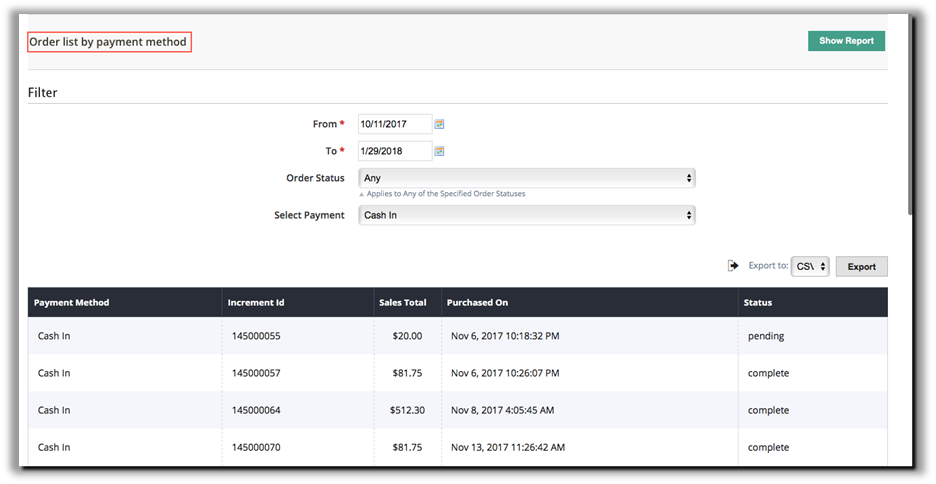 Order list by payment method
Show Report
Filter
From *
10/11/2017
To *
1/29/2018
Order Status
Any
▲ Applies to Any of the Specified Order Statuses
Select Payment
Cash In
Export to: CSV Export
Payment Method Increment Id Sales Total Purchased On Status
Cash In 145000055 $20.00 Nov 6, 2017 10:18:32 PM pending
Cash In 145000057 $81.75 Nov 6, 2017 10:26:07 PM complete
Cash In 145000064 $512.30 Nov 8, 2017 4:05:45 AM complete
Cash In 145000070 $81.75 Nov 13, 2017 11:26:42 AM complete